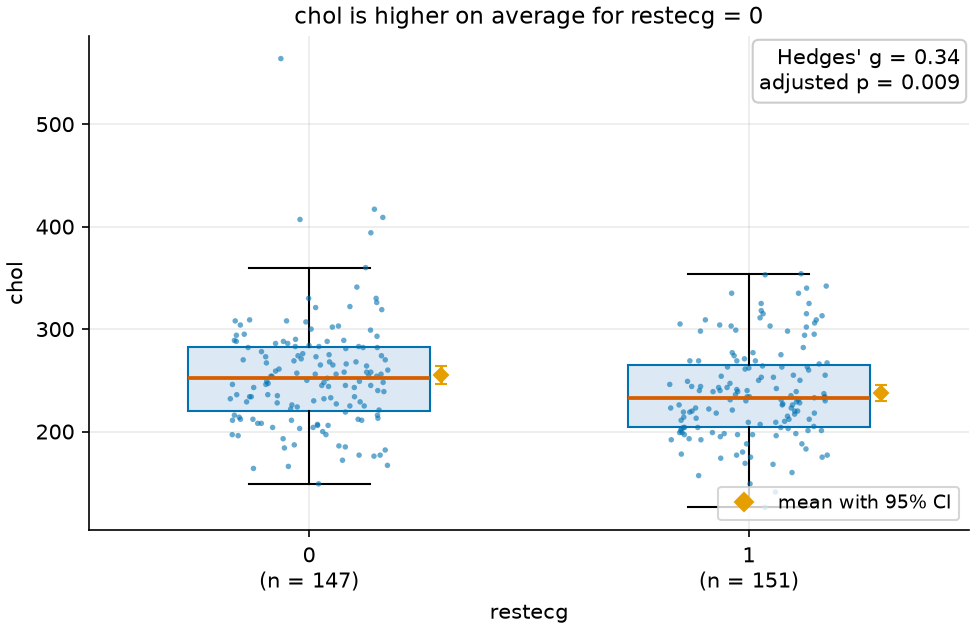 chol is higher on average for restecg = 0
Hedges' g = 0.34
adjusted p = 0.009
chol
500
400
300
200
mean with 95% CI
0
(n = 147)
1
(n = 151)
restecg